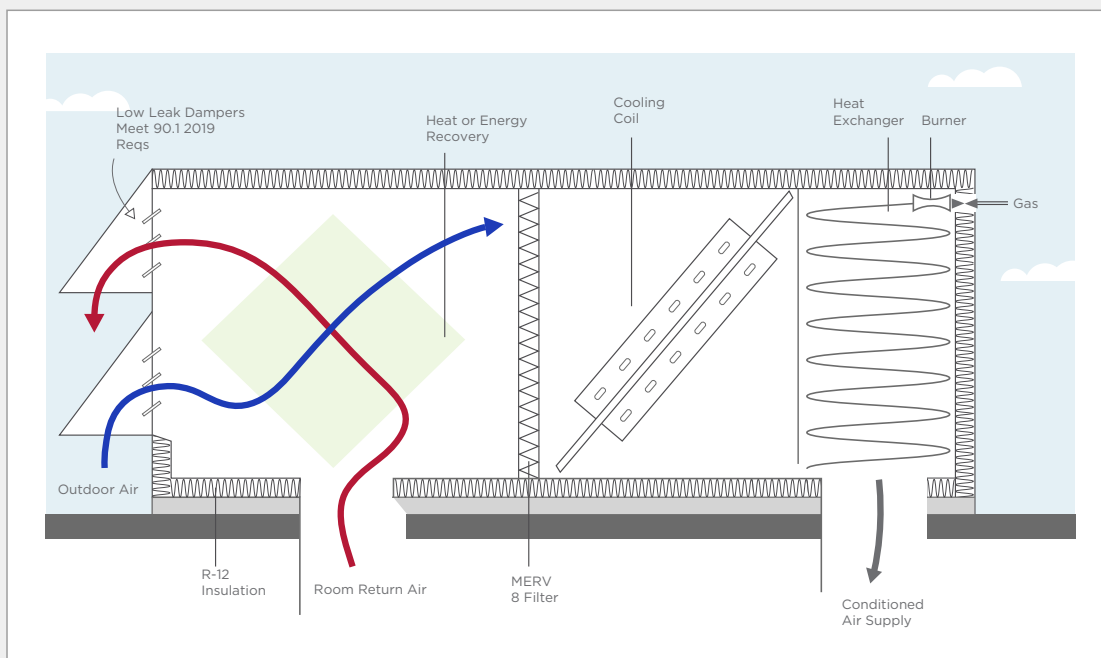 Low Leak Dampers
Meet 90.1 2019
Reqs
Heat or Energy
Recovery
Cooling
Coil
Heat
Exchanger
Burner
Gas
Outdoor Air
R-12
Insulation
Room Return Air
MERV
8 Filter
Conditioned
Air Supply